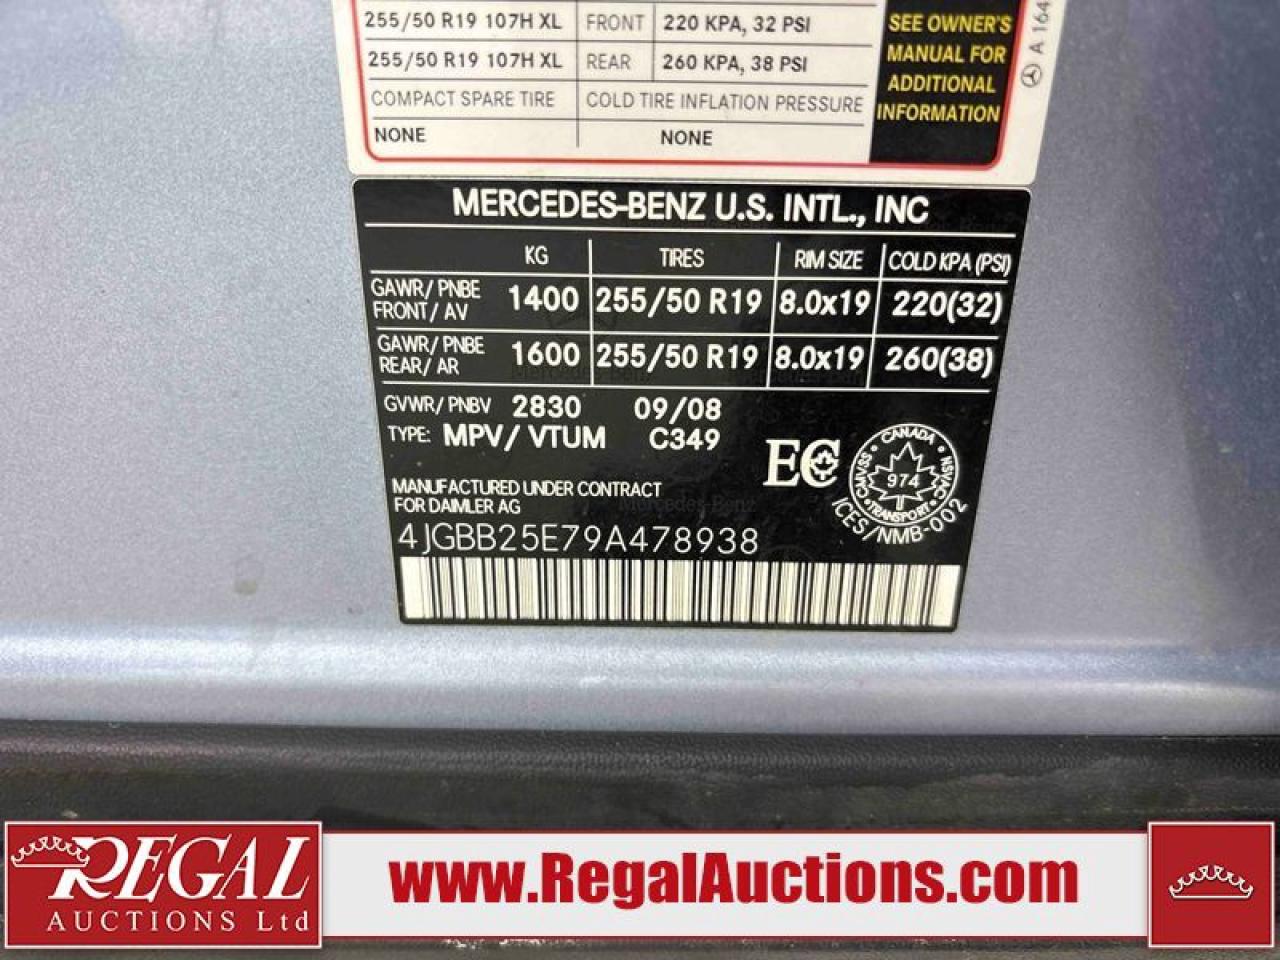 255/50 R19 107H XL FRONT 220 KPA, 32 PSI
255/50 R19 107H XL REAR 260 KPA, 38 PSI
COMPACT SPARE TIRE COLD TIRE INFLATION PRESSURE
NONE NONE
SEE OWNER'S
MANUAL FOR
ADDITIONAL
INFORMATION
A 164
MERCEDES-BENZ U.S. INTL., INC
KG TIRES RIM SIZE COLD KPA (PSI)
GAWR/ PNBE
FRONT/ AV 1400 255/50 R19 8.0x19 220(32)
GAWR/ PNBE
REAR/ AR 1600 255/50 R19 8.0x19 260(38)
GVWR/ PNBV 2830 09/08
TYPE: MPV/ VTUM C349
EC
CANADA
CMVSS NSVAC
974
TRANSPORT
ICES/NMB-002
MANUFACTURED UNDER CONTRACT
FOR DAIMLER AG
Mercedes-Benz
4JGBB25E79A478938
REGAL
AUCTIONS Ltd
www.RegalAuctions.com